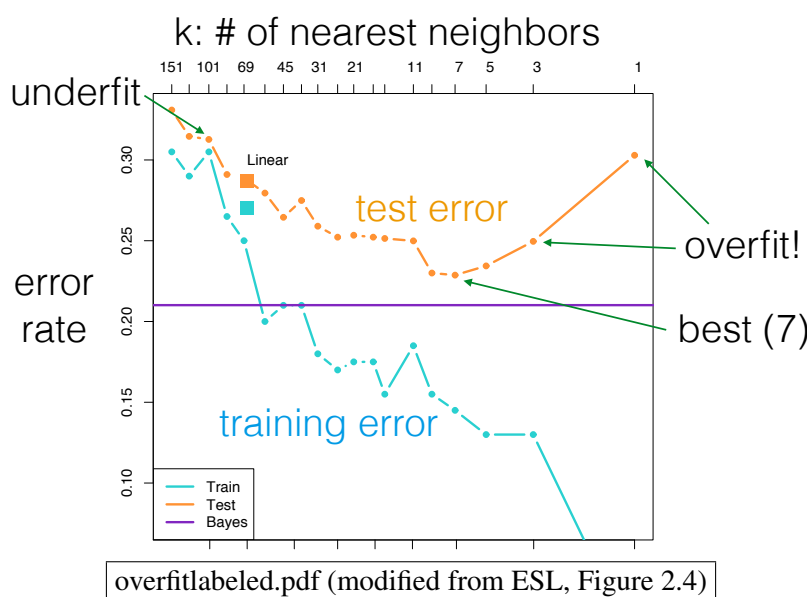 k: # of nearest neighbors
151 101 69 45 31 21 11 7 5 3 1
underfit
Linear
test error
overfit!
error
rate
best (7)
training error
0.30
0.25
0.20
0.15
0.10
Train
Test
Bayes
overfitlabeled.pdf (modified from ESL, Figure 2.4)